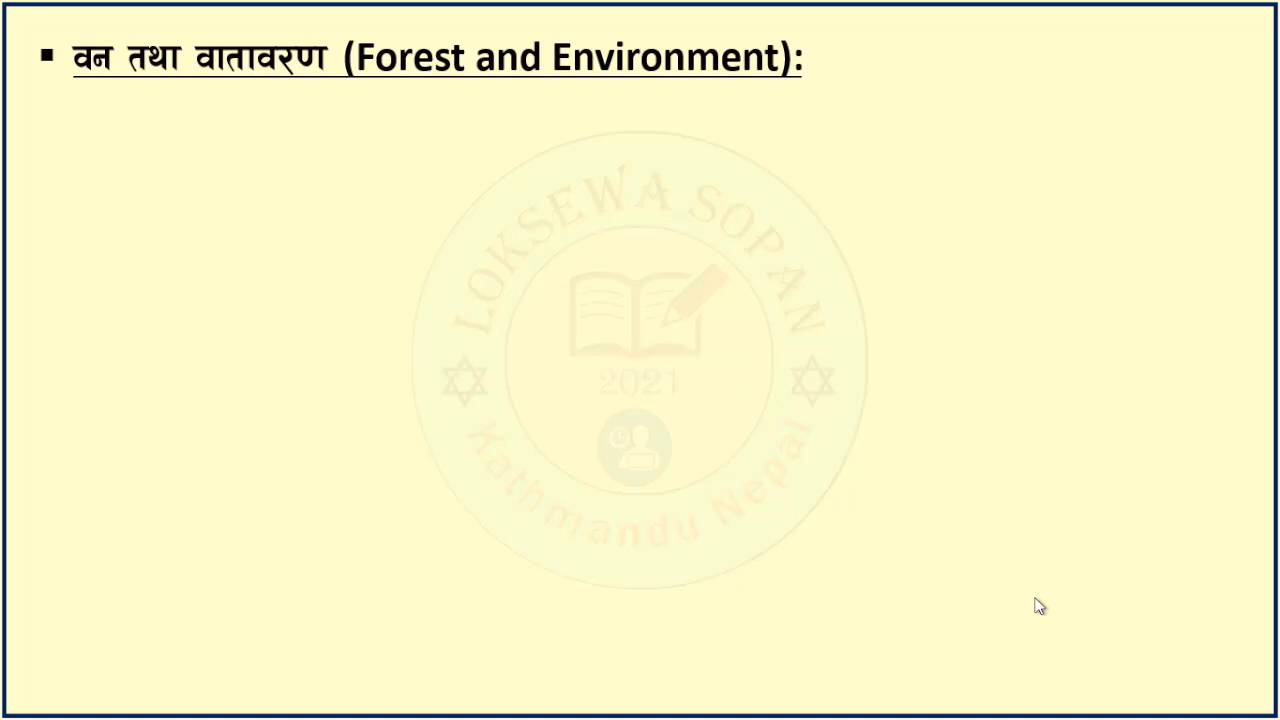 ▪ वन तथा वातावरण (Forest and Environment):
LOKSEWA SOPAN
2021
Kathmandu Nepal